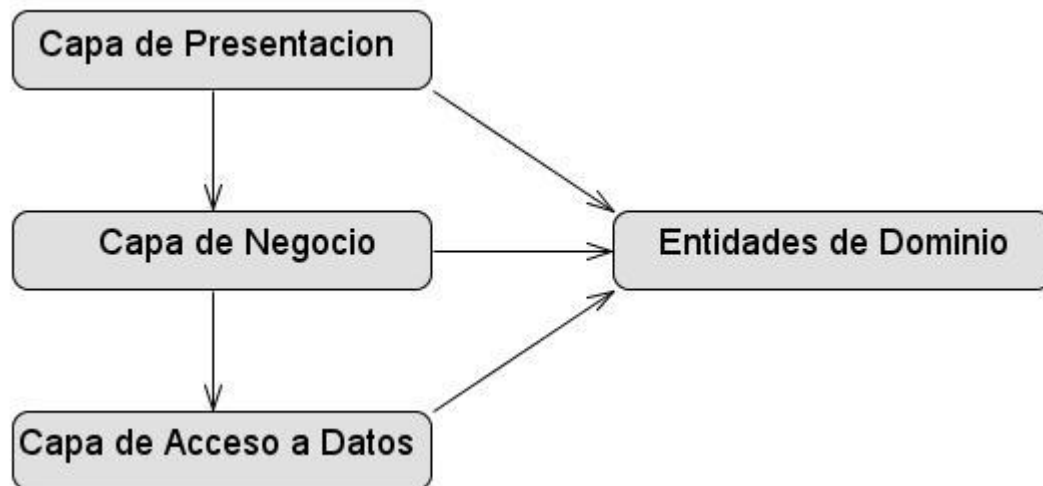 Capa de Presentacion
Capa de Negocio
Entidades de Dominio
Capa de Acceso a Datos